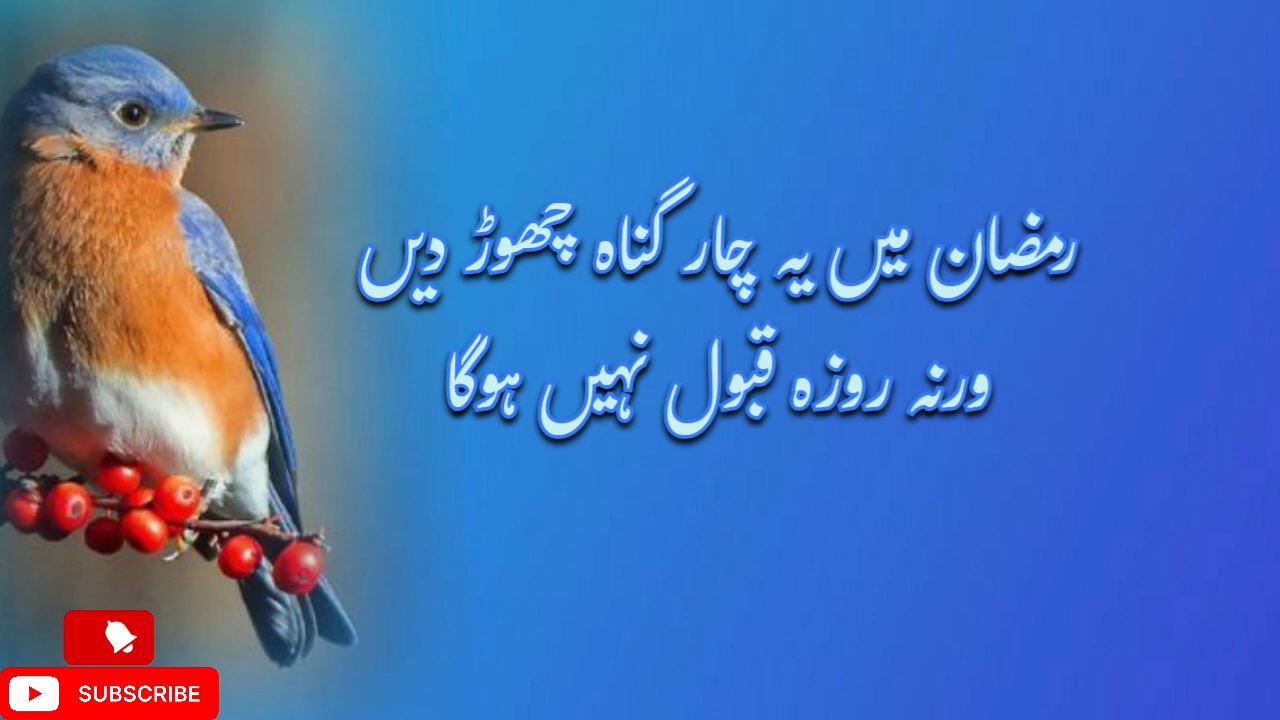 رمضان میں یہ چار گناہ چھوڑ دیں
ورنہ روزہ قبول نہیں ہوگا
SUBSCRIBE